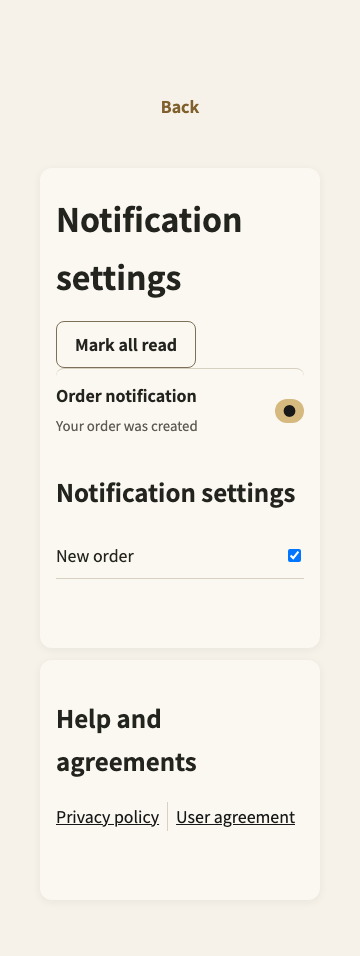 Back
Notification
settings
Mark all read
Order notification
Your order was created
Notification settings
New order
Help and
agreements
Privacy policy
User agreement